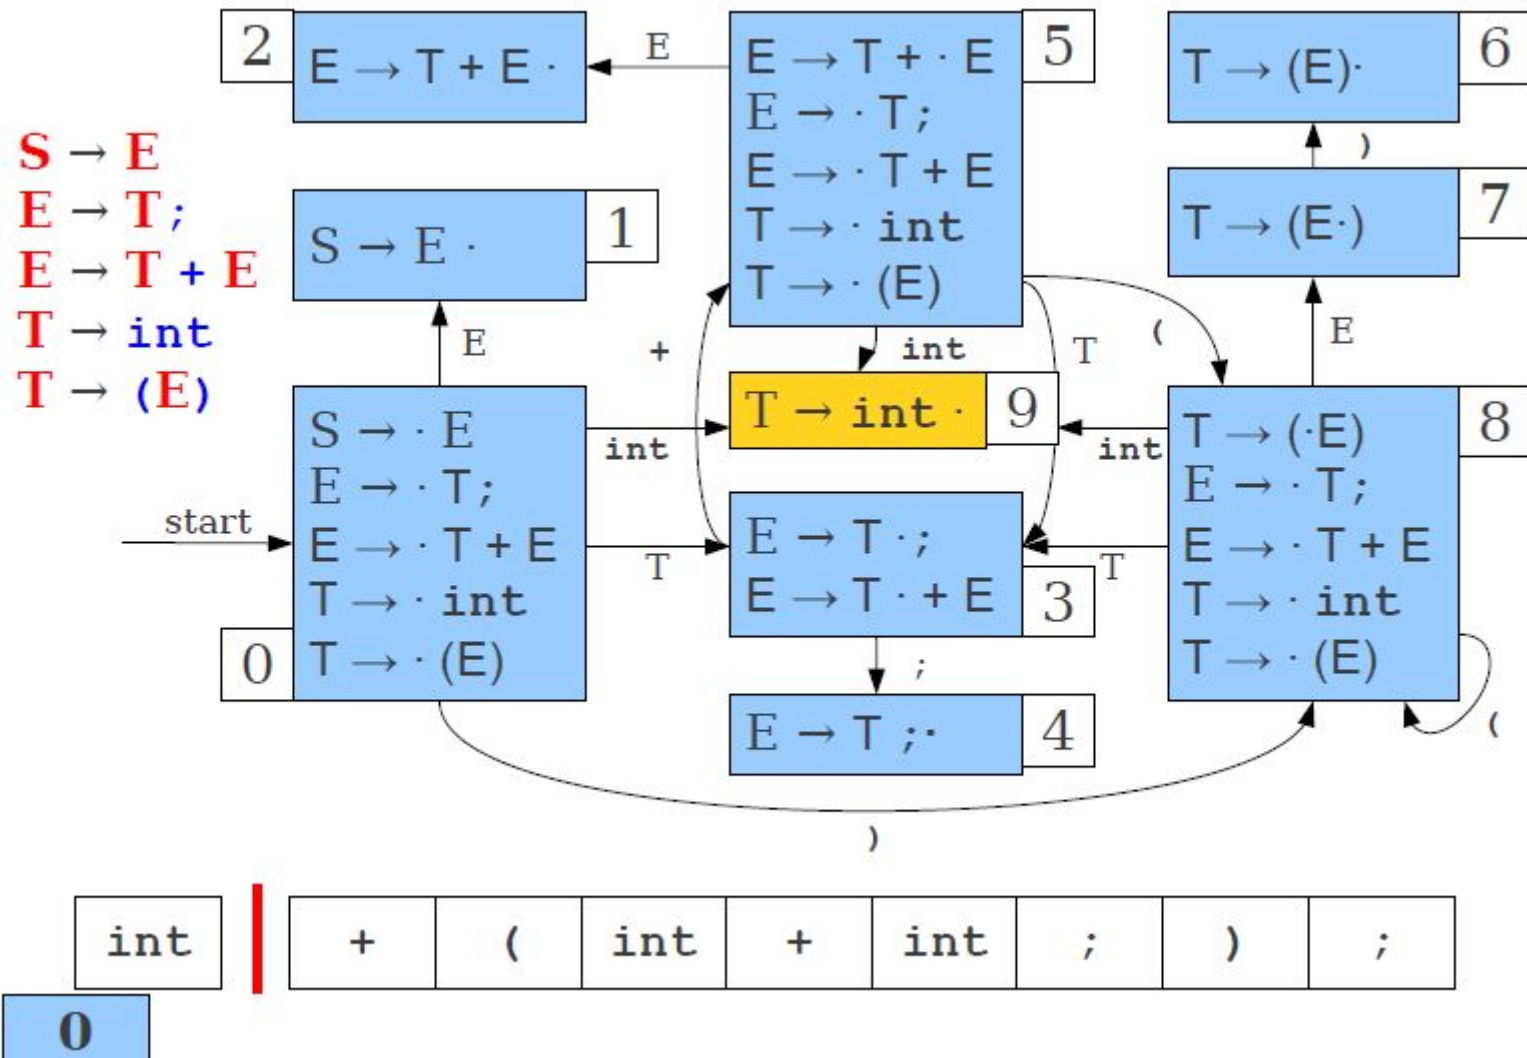 S → E
E → T ;
E → T + E
T → int
T → (E)
2
E → T + E ·
E
E → T + · E
E → · T ;
E → · T + E
T → · int
T → · (E)
5
T → (E)·
6
)
S → E ·
1
T → (E·)
7
E
+
int
T
(
E
S → · E
E → · T ;
E → · T + E
T → · int
T → · (E)
0
start
int
T → int ·
9
int
T → (·E)
E → · T ;
E → · T + E
T → · int
T → · (E)
8
T
E → T · ;
E → T · + E
3
T
;
(
E → T ;·
4
)
int + ( int + int ; ) ;
0